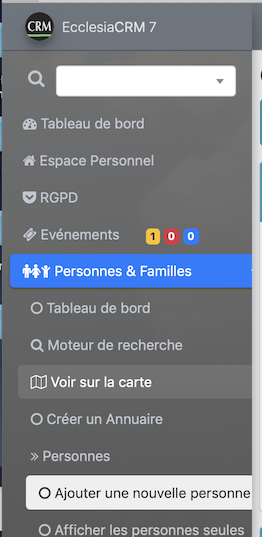 CRM EcclesiaCRM 7
Tableau de bord
Espace Personnel
RGPD
Evénements 1 0 0
Personnes & Familles
Tableau de bord
Moteur de recherche
Voir sur la carte
Créer un Annuaire
» Personnes
Ajouter une nouvelle personne
Afficher les personnes seules